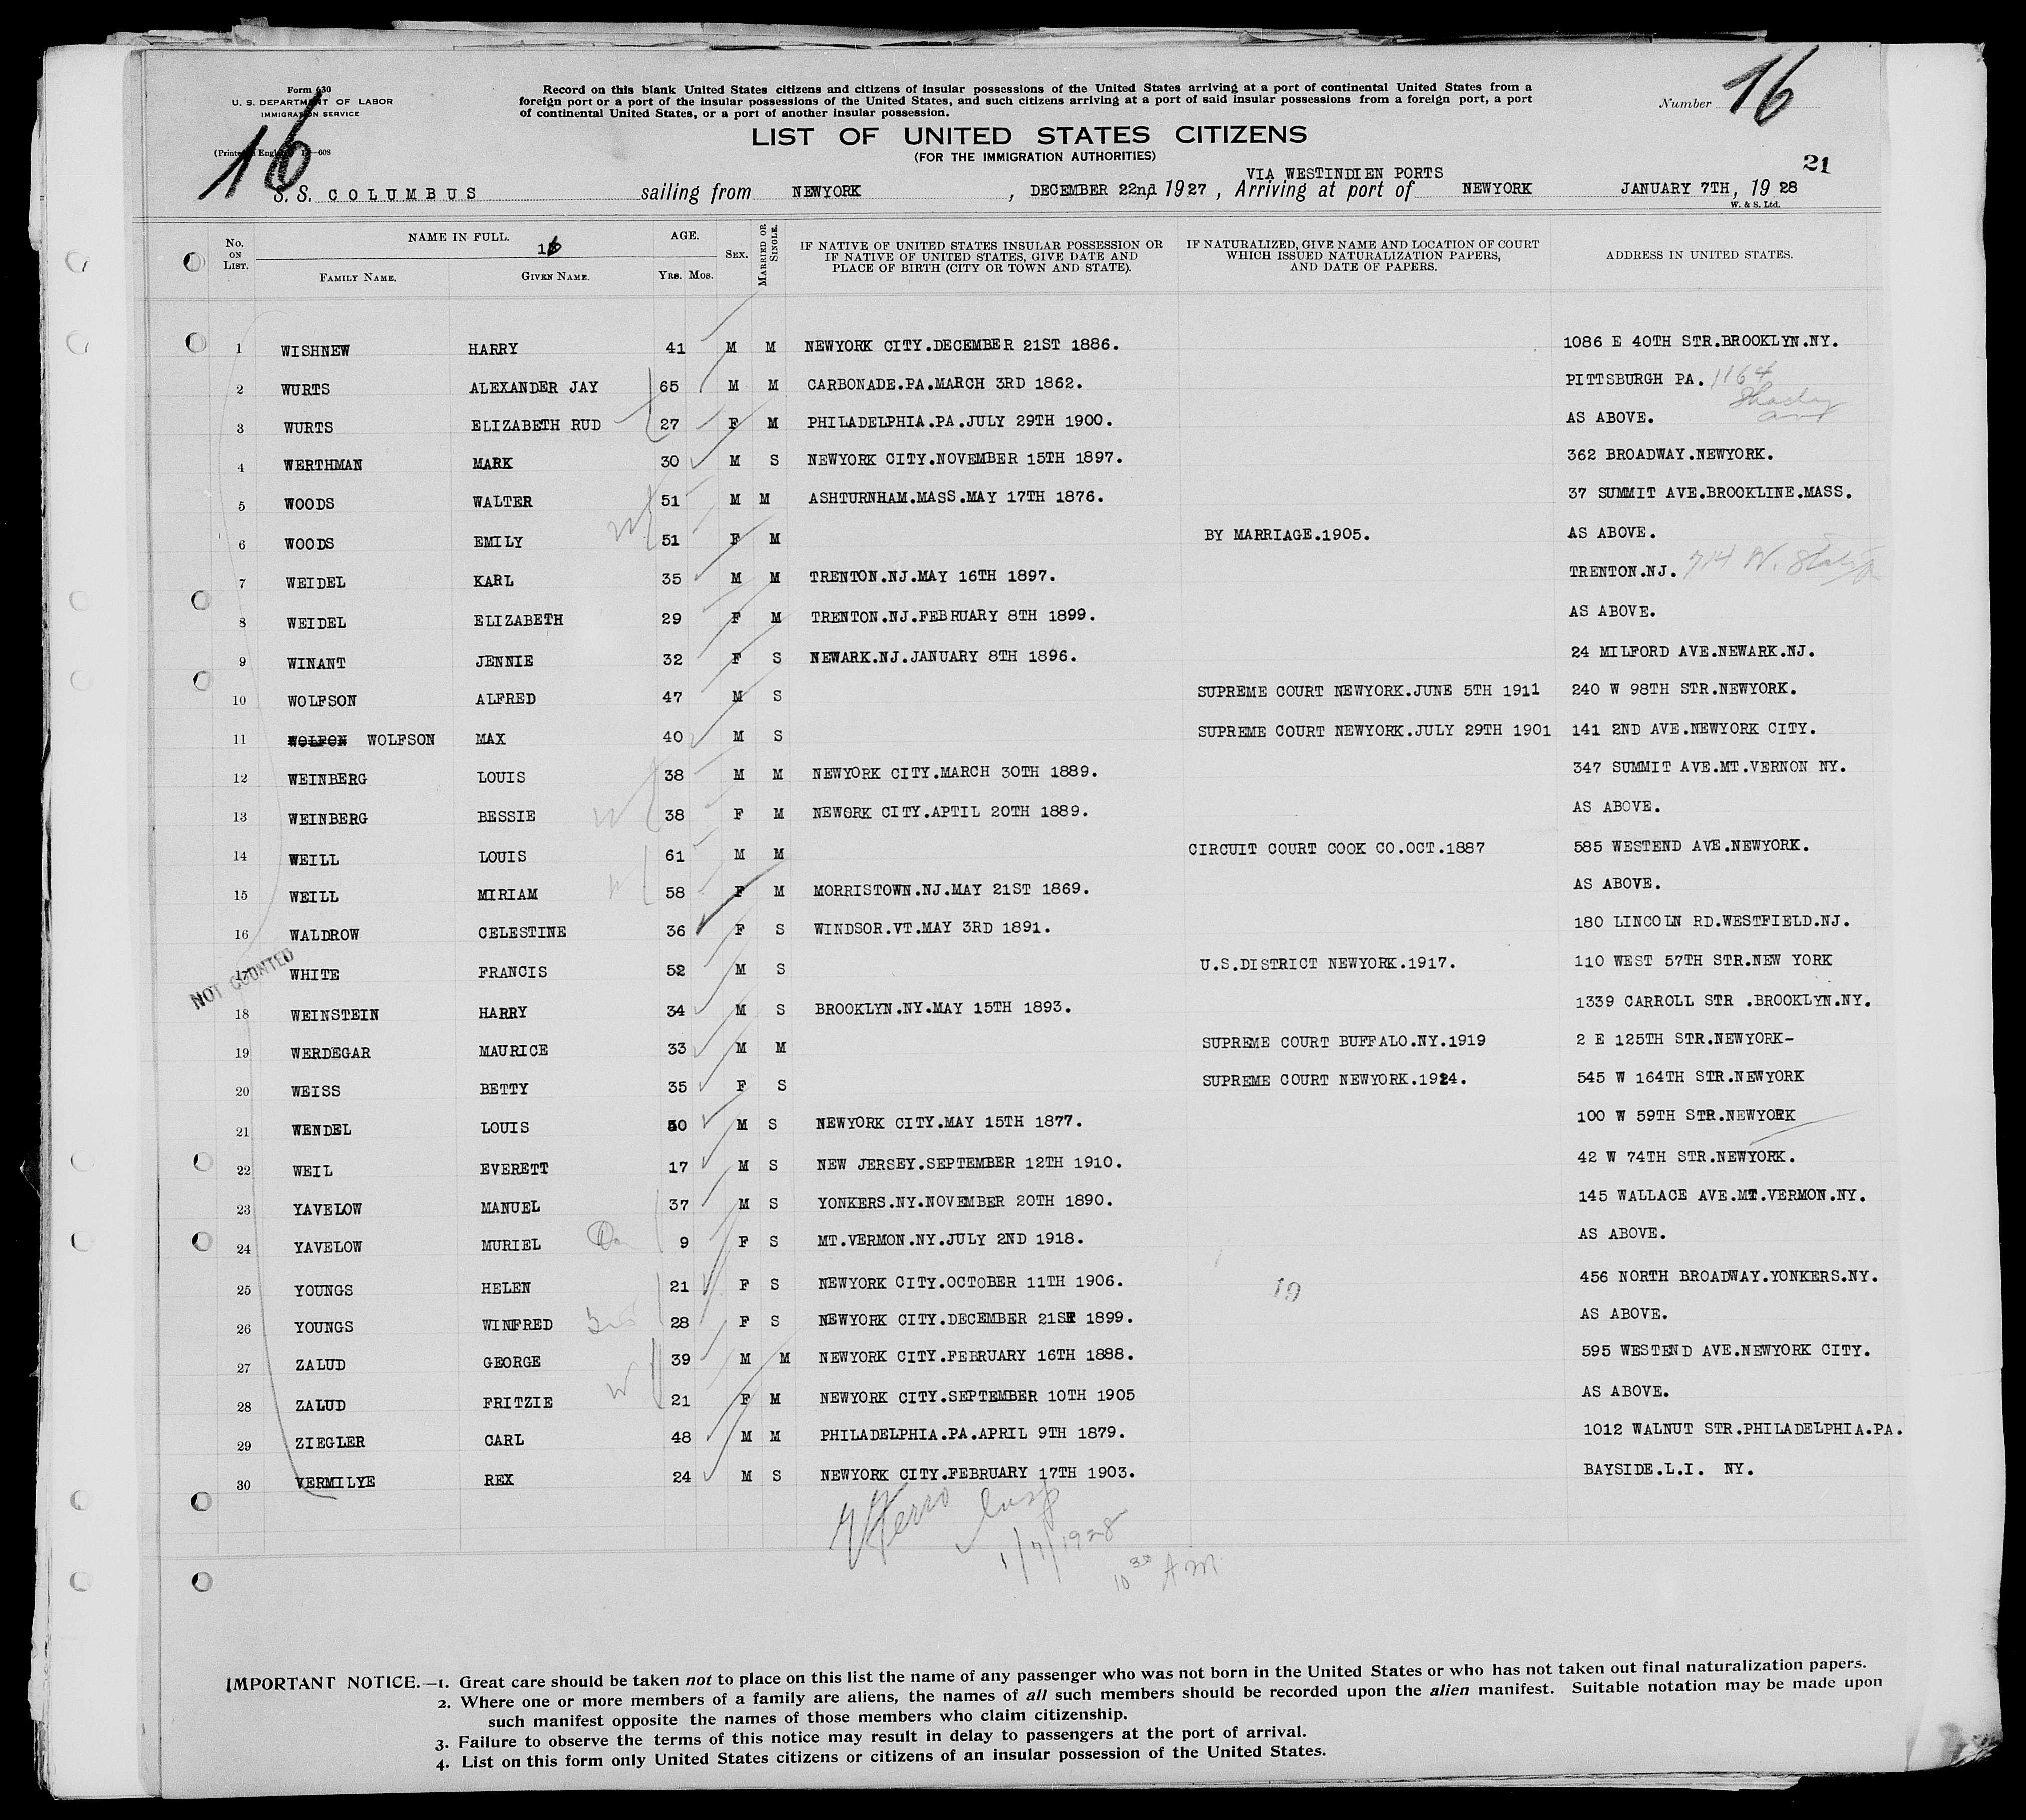 Form 630
U. S. DEPARTMENT OF LABOR
IMMIGRATION SERVICE
Record on this blank United States citizens and citizens of insular possessions of the United States arriving at a port of continental United States from a
foreign port or a port of the insular possessions of the United States, and such citizens arriving at a port of said insular possessions from a foreign port, a port
of continental United States, or a port of another insular possession.
Number 16
LIST OF UNITED STATES CITIZENS
(FOR THE IMMIGRATION AUTHORITIES)
16
21
VIA WESTINDIEN PORTS
S. S. COLUMBUS sailing from NEWYORK , DECEMBER 22nd 1927 , Arriving at port of NEWYORK JANUARY 7TH, 1928
W. & S. Ltd.
No. ON LIST. NAME IN FULL. FAMILY NAME. GIVEN NAME. AGE. YRS. MOS. SEX. MARRIED OR SINGLE. IF NATIVE OF UNITED STATES INSULAR POSSESSION OR IF NATIVE OF UNITED STATES, GIVE DATE AND PLACE OF BIRTH (CITY OR TOWN AND STATE). IF NATURALIZED, GIVE NAME AND LOCATION OF COURT WHICH ISSUED NATURALIZATION PAPERS, AND DATE OF PAPERS. ADDRESS IN UNITED STATES.
1 WISHNEW HARRY 41 M M NEWYORK CITY.DECEMBER 21ST 1886. 1086 E 40TH STR.BROOKLYN.NY.
2 WURTS ALEXANDER JAY 65 M M CARBONADE.PA.MARCH 3RD 1862. PITTSBURGH PA. 1164 Shady ave
3 WURTS ELIZABETH RUD 27 F M PHILADELPHIA.PA.JULY 29TH 1900. AS ABOVE.
4 WERTHMAN MARK 30 M S NEWYORK CITY.NOVEMBER 15TH 1897. 362 BROADWAY.NEWYORK.
5 WOODS WALTER 51 M M ASHTURNHAM.MASS.MAY 17TH 1876. 37 SUMMIT AVE.BROOKLINE.MASS.
6 WOODS EMILY 51 F M BY MARRIAGE.1905. AS ABOVE.
7 WEIDEL KARL 35 M M TRENTON.NJ.MAY 16TH 1897. TRENTON.NJ. 714 W. State
8 WEIDEL ELIZABETH 29 F M TRENTON.NJ.FEBRUARY 8TH 1899. AS ABOVE.
9 WINANT JENNIE 32 F S NEWARK.NJ.JANUARY 8TH 1896. 24 MILFORD AVE.NEWARK.NJ.
10 WOLFSON ALFRED 47 M S SUPREME COURT NEWYORK.JUNE 5TH 1911 240 W 98TH STR.NEWYORK.
11 WOLFON WOLFSON MAX 40 M S SUPREME COURT NEWYORK.JULY 29TH 1901 141 2ND AVE.NEWYORK CITY.
12 WEINBERG LOUIS 38 M M NEWYORK CITY.MARCH 30TH 1889. 347 SUMMIT AVE.MT.VERNON NY.
13 WEINBERG BESSIE 38 F M NEWORK CITY.APTIL 20TH 1889. AS ABOVE.
14 WEILL LOUIS 61 M M CIRCUIT COURT COOK CO.OCT.1887 585 WESTEND AVE.NEWYORK.
15 WEILL MIRIAM 58 F M MORRISTOWN.NJ.MAY 21ST 1869. AS ABOVE.
16 WALDROW CELESTINE 36 F S WINDSOR.VT.MAY 3RD 1891. 180 LINCOLN RD.WESTFIELD.NJ.
NOT COUNTED
17 WHITE FRANCIS 52 M S U.S.DISTRICT NEWYORK.1917. 110 WEST 57TH STR.NEW YORK
18 WEINSTEIN HARRY 34 M S BROOKLYN.NY.MAY 15TH 1893. 1339 CARROLL STR .BROOKLYN.NY.
19 WERDEGAR MAURICE 33 M M SUPREME COURT BUFFALO.NY.1919 2 E 125TH STR.NEWYORK-
20 WEISS BETTY 35 F S SUPREME COURT NEWYORK.1924. 545 W 164TH STR.NEWYORK
21 WENDEL LOUIS 50 M S NEWYORK CITY.MAY 15TH 1877. 100 W 59TH STR.NEWYORK
22 WEIL EVERETT 17 M S NEW JERSEY.SEPTEMBER 12TH 1910. 42 W 74TH STR.NEWYORK.
23 YAVELOW MANUEL 37 M S YONKERS.NY.NOVEMBER 20TH 1890. 145 WALLACE AVE.MT.VERMON.NY.
24 YAVELOW MURIEL 9 F S MT.VERMON.NY.JULY 2ND 1918. AS ABOVE.
25 YOUNGS HELEN 21 F S NEWYORK CITY.OCTOBER 11TH 1906. 456 NORTH BROADWAY.YONKERS.NY.
26 YOUNGS WINFRED 28 F S NEWYORK CITY.DECEMBER 21ST 1899. AS ABOVE.
27 ZALUD GEORGE 39 M M NEWYORK CITY.FEBRUARY 16TH 1888. 595 WESTEND AVE.NEWYORK CITY.
28 ZALUD FRITZIE 21 F M NEWYORK CITY.SEPTEMBER 10TH 1905 AS ABOVE.
29 ZIEGLER CARL 48 M M PHILADELPHIA.PA.APRIL 9TH 1879. 1012 WALNUT STR.PHILADELPHIA.PA.
30 VERMILYE REX 24 M S NEWYORK CITY.FEBRUARY 17TH 1903. BAYSIDE.L.I. NY.
1/7/1928
10 30 AM
IMPORTANT NOTICE.—1. Great care should be taken not to place on this list the name of any passenger who was not born in the United States or who has not taken out final naturalization papers.
2. Where one or more members of a family are aliens, the names of all such members should be recorded upon the alien manifest. Suitable notation may be made upon
such manifest opposite the names of those members who claim citizenship.
3. Failure to observe the terms of this notice may result in delay to passengers at the port of arrival.
4. List on this form only United States citizens or citizens of an insular possession of the United States.